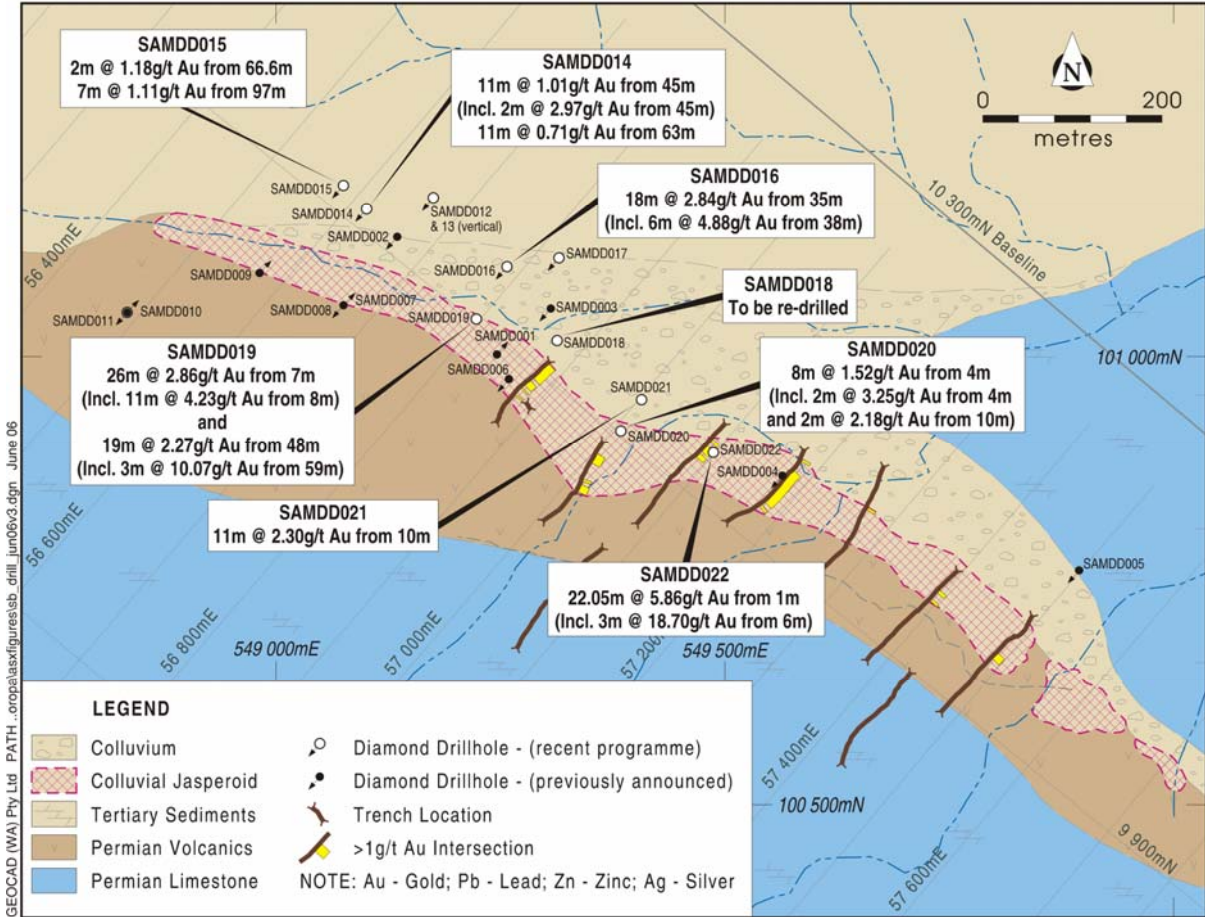 SAMDD015
2m @ 1.18g/t Au from 66.6m
7m @ 1.11g/t Au from 97m
SAMDD014
11m @ 1.01g/t Au from 45m
(Incl. 2m @ 2.97g/t Au from 45m)
11m @ 0.71g/t Au from 63m
N
0 200
metres
SAMDD016
18m @ 2.84g/t Au from 35m
(Incl. 6m @ 4.88g/t Au from 38m)
10 300mN Baseline
SAMDD015
SAMDD014
SAMDD012
& 13 (vertical)
SAMDD002
SAMDD016
SAMDD017
56 400mE
SAMDD009
SAMDD018
To be re-drilled
SAMDD007
SAMDD008
SAMDD003
SAMDD010
SAMDD011
SAMDD019
SAMDD001
SAMDD018
101 000mN
SAMDD019
26m @ 2.86g/t Au from 7m
(Incl. 11m @ 4.23g/t Au from 8m)
and
19m @ 2.27g/t Au from 48m
(Incl. 3m @ 10.07g/t Au from 59m)
SAMDD006
SAMDD020
8m @ 1.52g/t Au from 4m
(Incl. 2m @ 3.25g/t Au from 4m
and 2m @ 2.18g/t Au from 10m)
SAMDD021
SAMDD020
SAMDD022
SAMDD004
SAMDD021
11m @ 2.30g/t Au from 10m
56 600mE
SAMDD022
22.05m @ 5.86g/t Au from 1m
(Incl. 3m @ 18.70g/t Au from 6m)
SAMDD005
56 800mE
549 000mE
57 000mE
57 200mE
549 500mE
57 400mE
100 500mN
57 600mE
9 900mN
LEGEND
Colluvium
Colluvial Jasperoid
Tertiary Sediments
Permian Volcanics
Permian Limestone
Diamond Drillhole - (recent programme)
Diamond Drillhole - (previously announced)
Trench Location
>1g/t Au Intersection
NOTE: Au - Gold; Pb - Lead; Zn - Zinc; Ag - Silver
GEOCAD (WA) Pty Ltd PATH ..oropa\asxfigures\sb_drill_jun06v3.dgn June 06